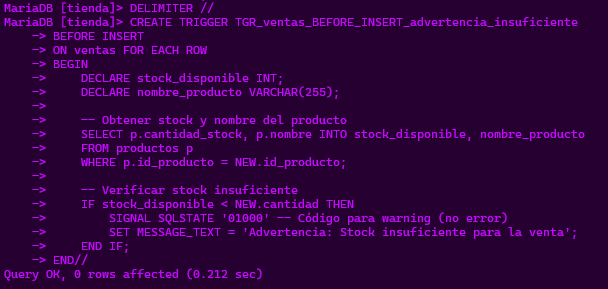 MariaDB [tienda]> DELIMITER //
MariaDB [tienda]> CREATE TRIGGER TGR_ventas_BEFORE_INSERT_advertencia_insuficiente
    -> BEFORE INSERT
    -> ON ventas FOR EACH ROW
    -> BEGIN
    ->     DECLARE stock_disponible INT;
    ->     DECLARE nombre_producto VARCHAR(255);
    ->
    ->     -- Obtener stock y nombre del producto
    ->     SELECT p.cantidad_stock, p.nombre INTO stock_disponible, nombre_producto
    ->     FROM productos p
    ->     WHERE p.id_producto = NEW.id_producto;
    ->
    ->     -- Verificar stock insuficiente
    ->     IF stock_disponible < NEW.cantidad THEN
    ->         SIGNAL SQLSTATE '01000' -- Código para warning (no error)
    ->         SET MESSAGE_TEXT = 'Advertencia: Stock insuficiente para la venta';
    ->     END IF;
    -> END//
Query OK, 0 rows affected (0.212 sec)